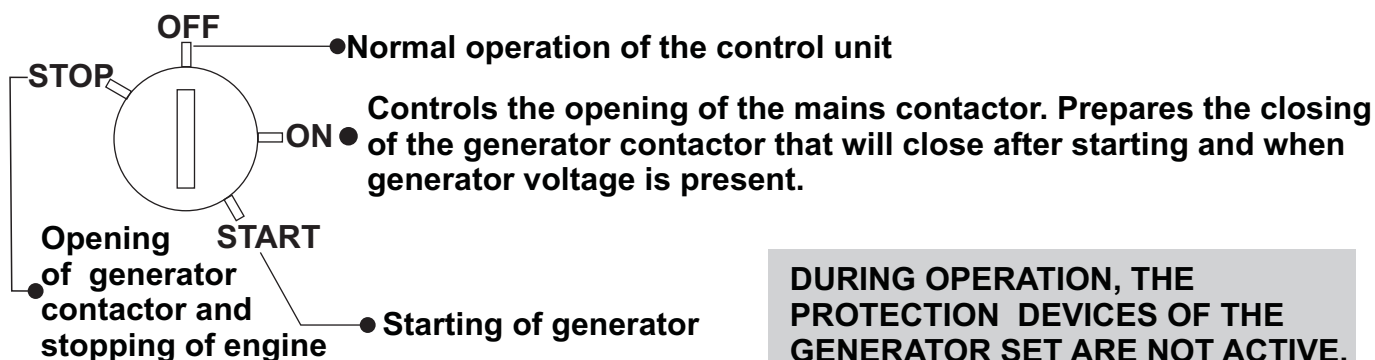 OFF
Normal operation of the control unit
STOP
Controls the opening of the mains contactor. Prepares the closing
ON of the generator contactor that will close after starting and when
generator voltage is present.
START
Opening
of generator
contactor and
stopping of engine
Starting of generator
DURING OPERATION, THE
PROTECTION DEVICES OF THE
GENERATOR SET ARE NOT ACTIVE.